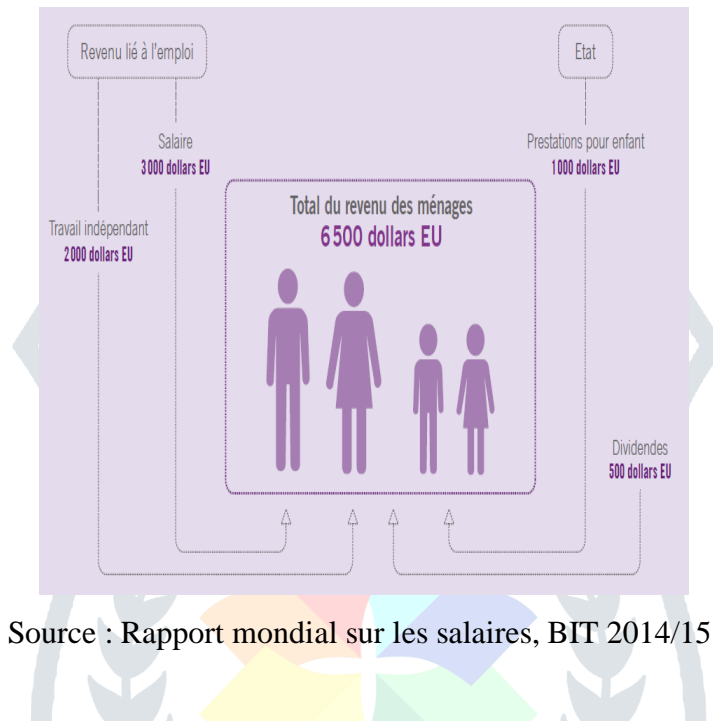 Revenu lié à l'emploi
Etat
Salaire
3 000 dollars EU
Prestations pour enfant
1 000 dollars EU
Travail indépendant
2 000 dollars EU
Total du revenu des ménages
6 500 dollars EU
Dividendes
500 dollars EU
Source : Rapport mondial sur les salaires, BIT 2014/15